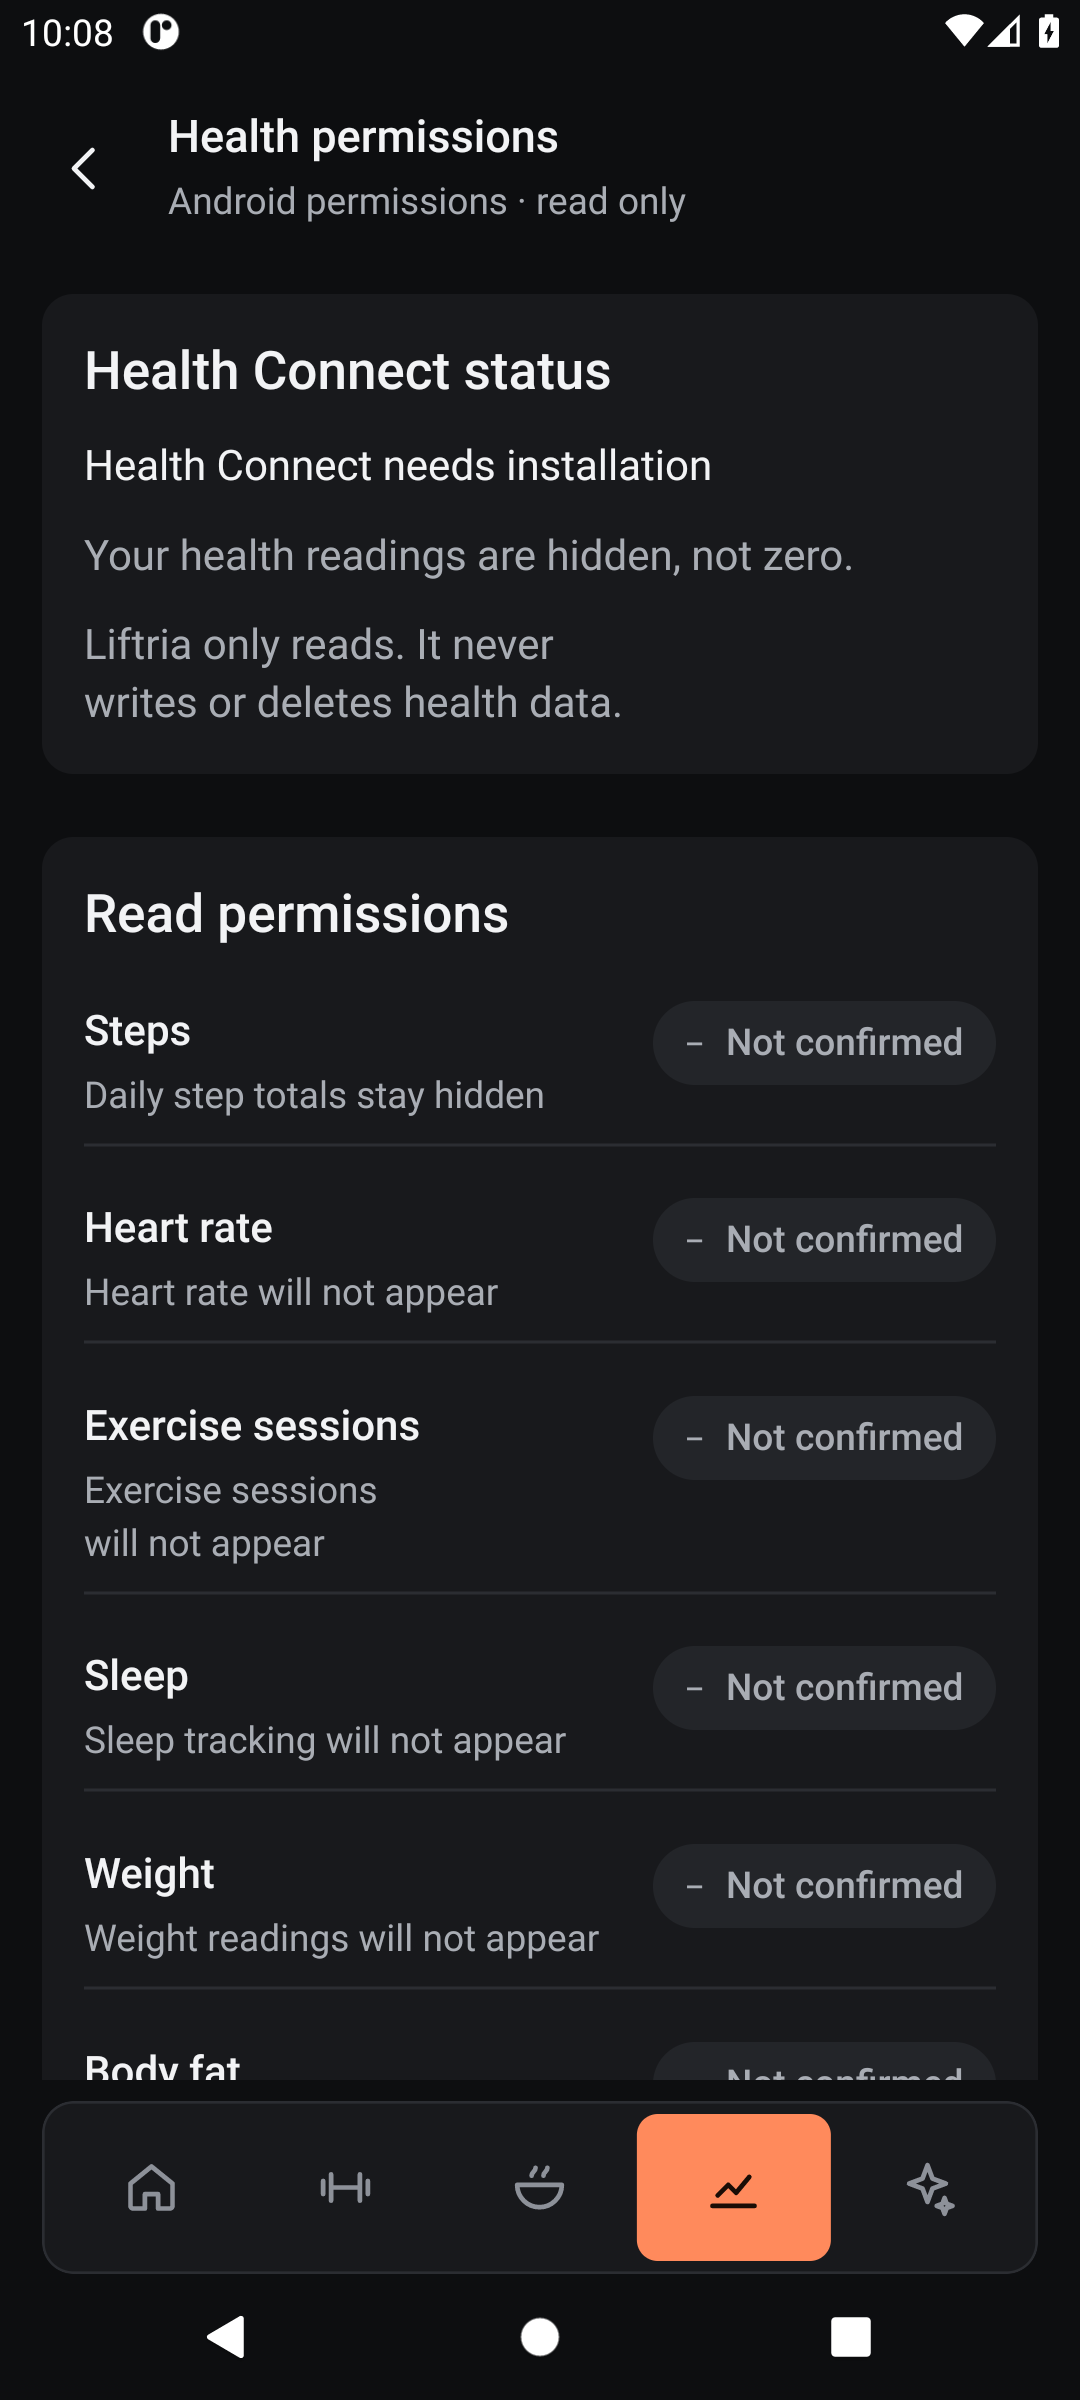 10:08
Health permissions
Android permissions · read only
Health Connect status
Health Connect needs installation
Your health readings are hidden, not zero.
Liftria only reads. It never
writes or deletes health data.
Read permissions
Steps
– Not confirmed
Daily step totals stay hidden
Heart rate
– Not confirmed
Heart rate will not appear
Exercise sessions
– Not confirmed
Exercise sessions
will not appear
Sleep
– Not confirmed
Sleep tracking will not appear
Weight
– Not confirmed
Weight readings will not appear
Body fat
Not confirmed